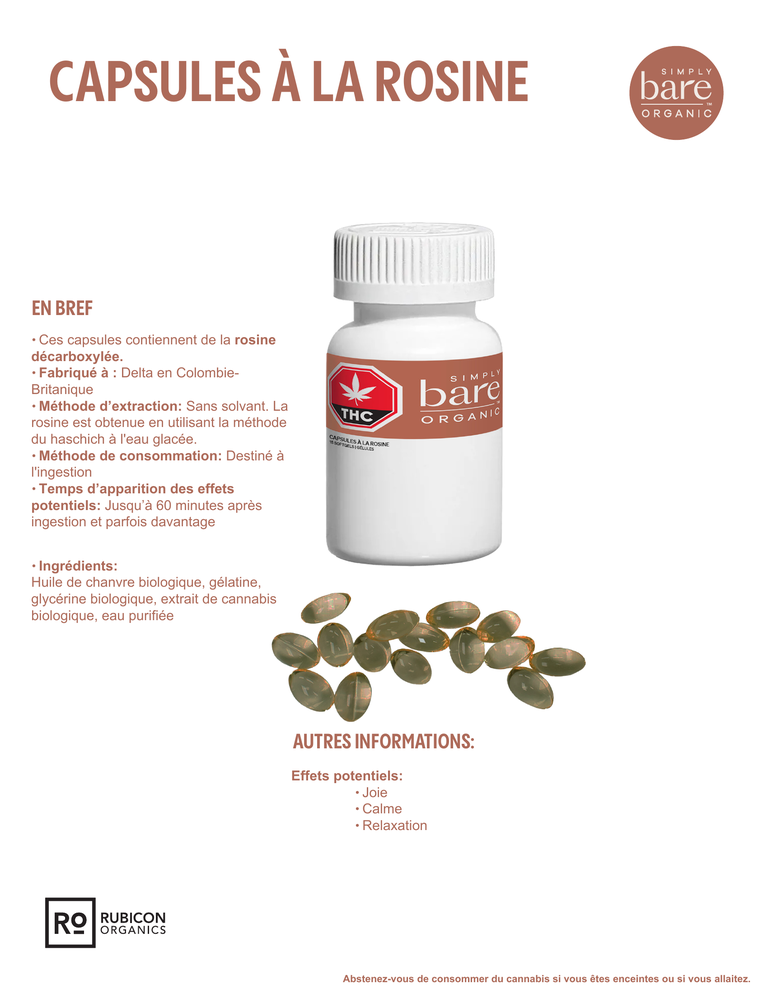 CAPSULES À LA ROSINE
SIMPLY
bare™
ORGANIC
EN BREF
• Ces capsules contiennent de la rosine
décarboxylée.
• Fabriqué à : Delta en Colombie-
Britanique
• Méthode d’extraction: Sans solvant. La
rosine est obtenue en utilisant la méthode
du haschich à l'eau glacée.
• Méthode de consommation: Destiné à
l'ingestion
• Temps d’apparition des effets
potentiels: Jusqu’à 60 minutes après
ingestion et parfois davantage
• Ingrédients:
Huile de chanvre biologique, gélatine,
glycérine biologique, extrait de cannabis
biologique, eau purifiée
THC
SIMPLY
bare
ORGANIC
CAPSULES À LA ROSINE
SOFTGELS | GÉLULES
AUTRES INFORMATIONS:
Effets potentiels:
• Joie
• Calme
• Relaxation
RO RUBICON
ORGANICS
Abstenez-vous de consommer du cannabis si vous êtes enceintes ou si vous allaitez.